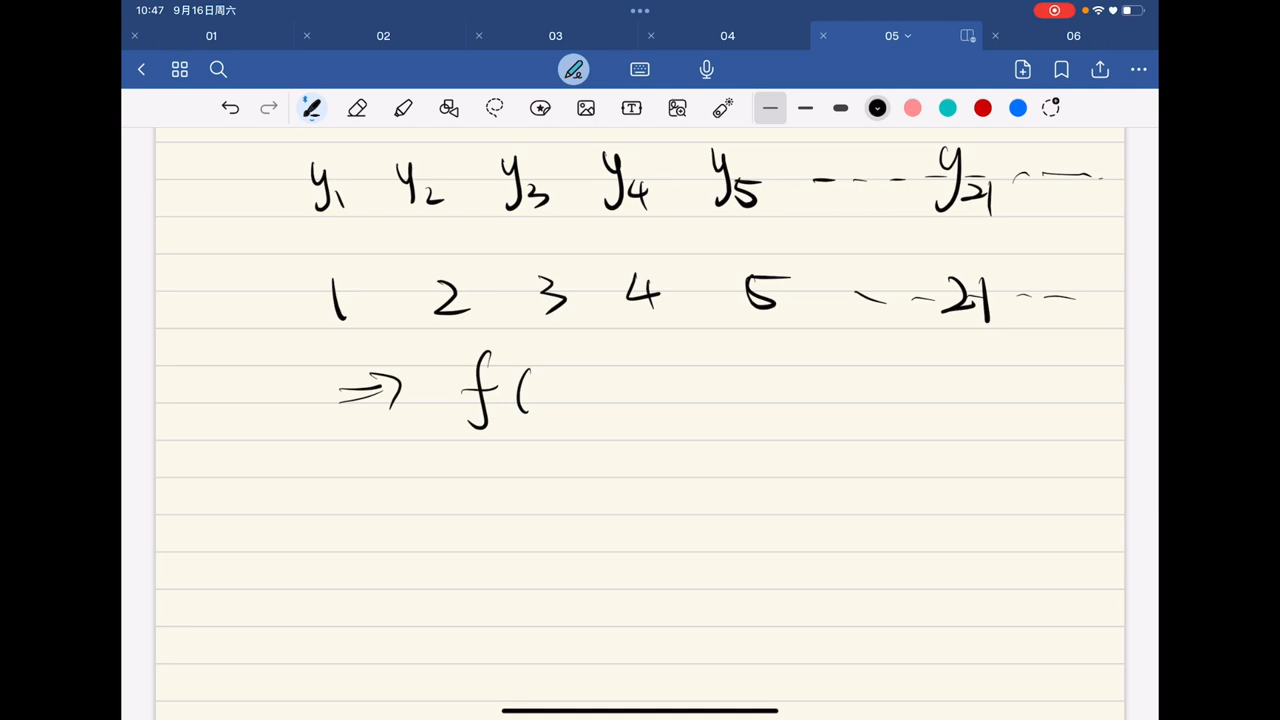 10:47 9月16日周六
01 02 03 04 05 06
y₁ y₂ y₃ y₄ y₅ ---- y₂₁ ----
1 2 3 4 5 -- 21 ---
⇒ f(